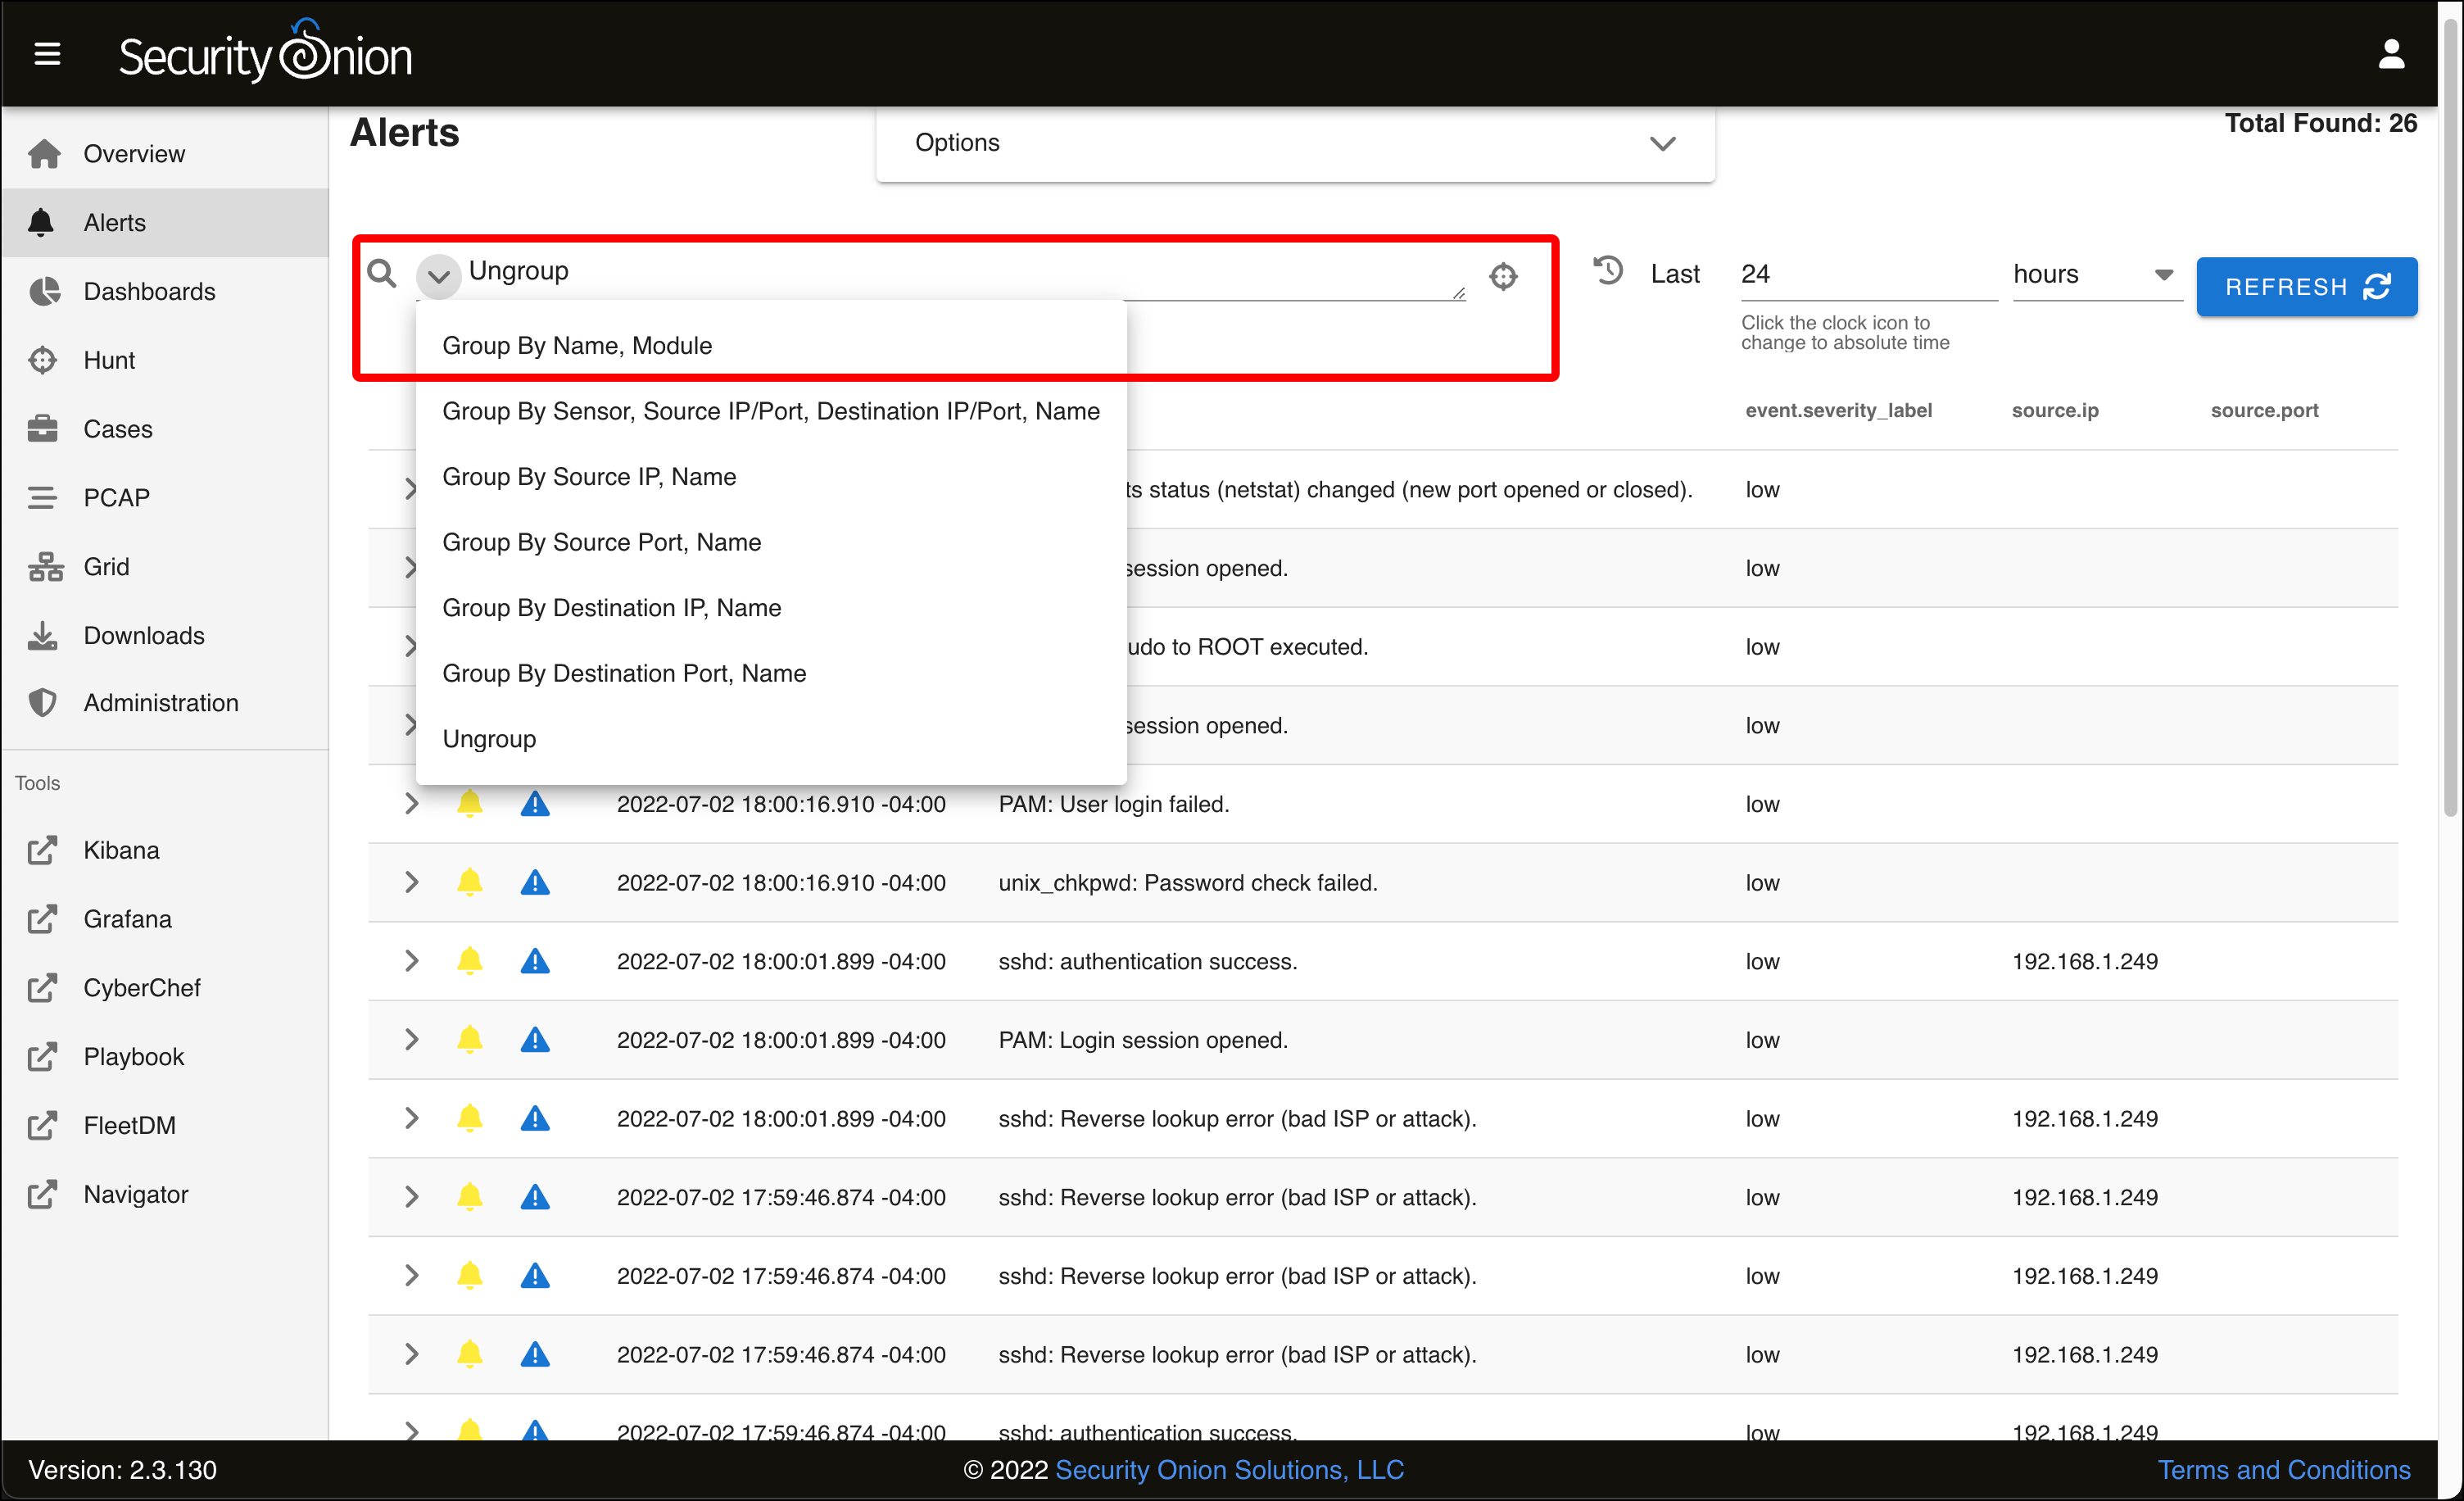 Security Onion
Overview
Alerts
Dashboards
Hunt
Cases
PCAP
Grid
Downloads
Administration
Tools
Kibana
Grafana
CyberChef
Playbook
FleetDM
Navigator
Alerts
Options
Total Found: 26
Ungroup
Last 24 hours
REFRESH
Click the clock icon to
change to absolute time
Group By Name, Module
Group By Sensor, Source IP/Port, Destination IP/Port, Name
Group By Source IP, Name
Group By Source Port, Name
Group By Destination IP, Name
Group By Destination Port, Name
Ungroup
event.severity_label source.ip source.port
ts status (netstat) changed (new port opened or closed). low
session opened. low
udo to ROOT executed. low
session opened. low
2022-07-02 18:00:16.910 -04:00 PAM: User login failed. low
2022-07-02 18:00:16.910 -04:00 unix_chkpwd: Password check failed. low
2022-07-02 18:00:01.899 -04:00 sshd: authentication success. low 192.168.1.249
2022-07-02 18:00:01.899 -04:00 PAM: Login session opened. low
2022-07-02 18:00:01.899 -04:00 sshd: Reverse lookup error (bad ISP or attack). low 192.168.1.249
2022-07-02 17:59:46.874 -04:00 sshd: Reverse lookup error (bad ISP or attack). low 192.168.1.249
2022-07-02 17:59:46.874 -04:00 sshd: Reverse lookup error (bad ISP or attack). low 192.168.1.249
2022-07-02 17:59:46.874 -04:00 sshd: Reverse lookup error (bad ISP or attack). low 192.168.1.249
2022-07-02 17:59:46.874 -04:00 sshd: authentication success. low 192.168.1.249
Version: 2.3.130
© 2022 Security Onion Solutions, LLC
Terms and Conditions